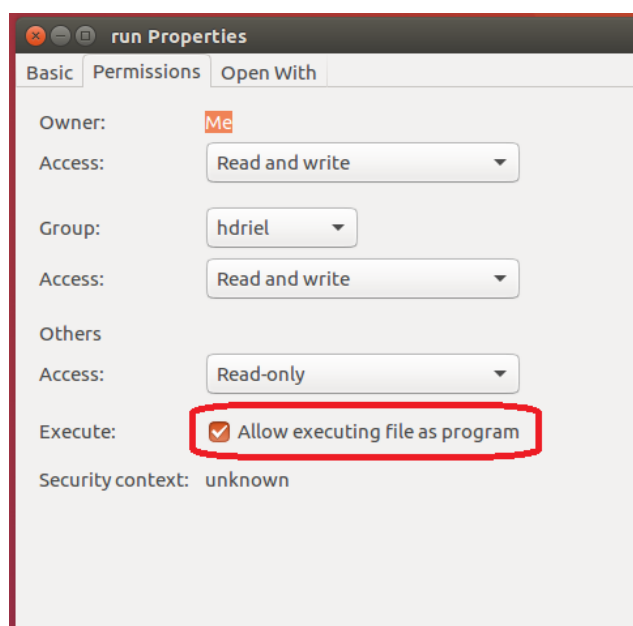 run Properties
Basic Permissions Open With
Owner: Me
Access: Read and write
Group: hdriel
Access: Read and write
Others
Access: Read-only
Execute: Allow executing file as program
Security context: unknown